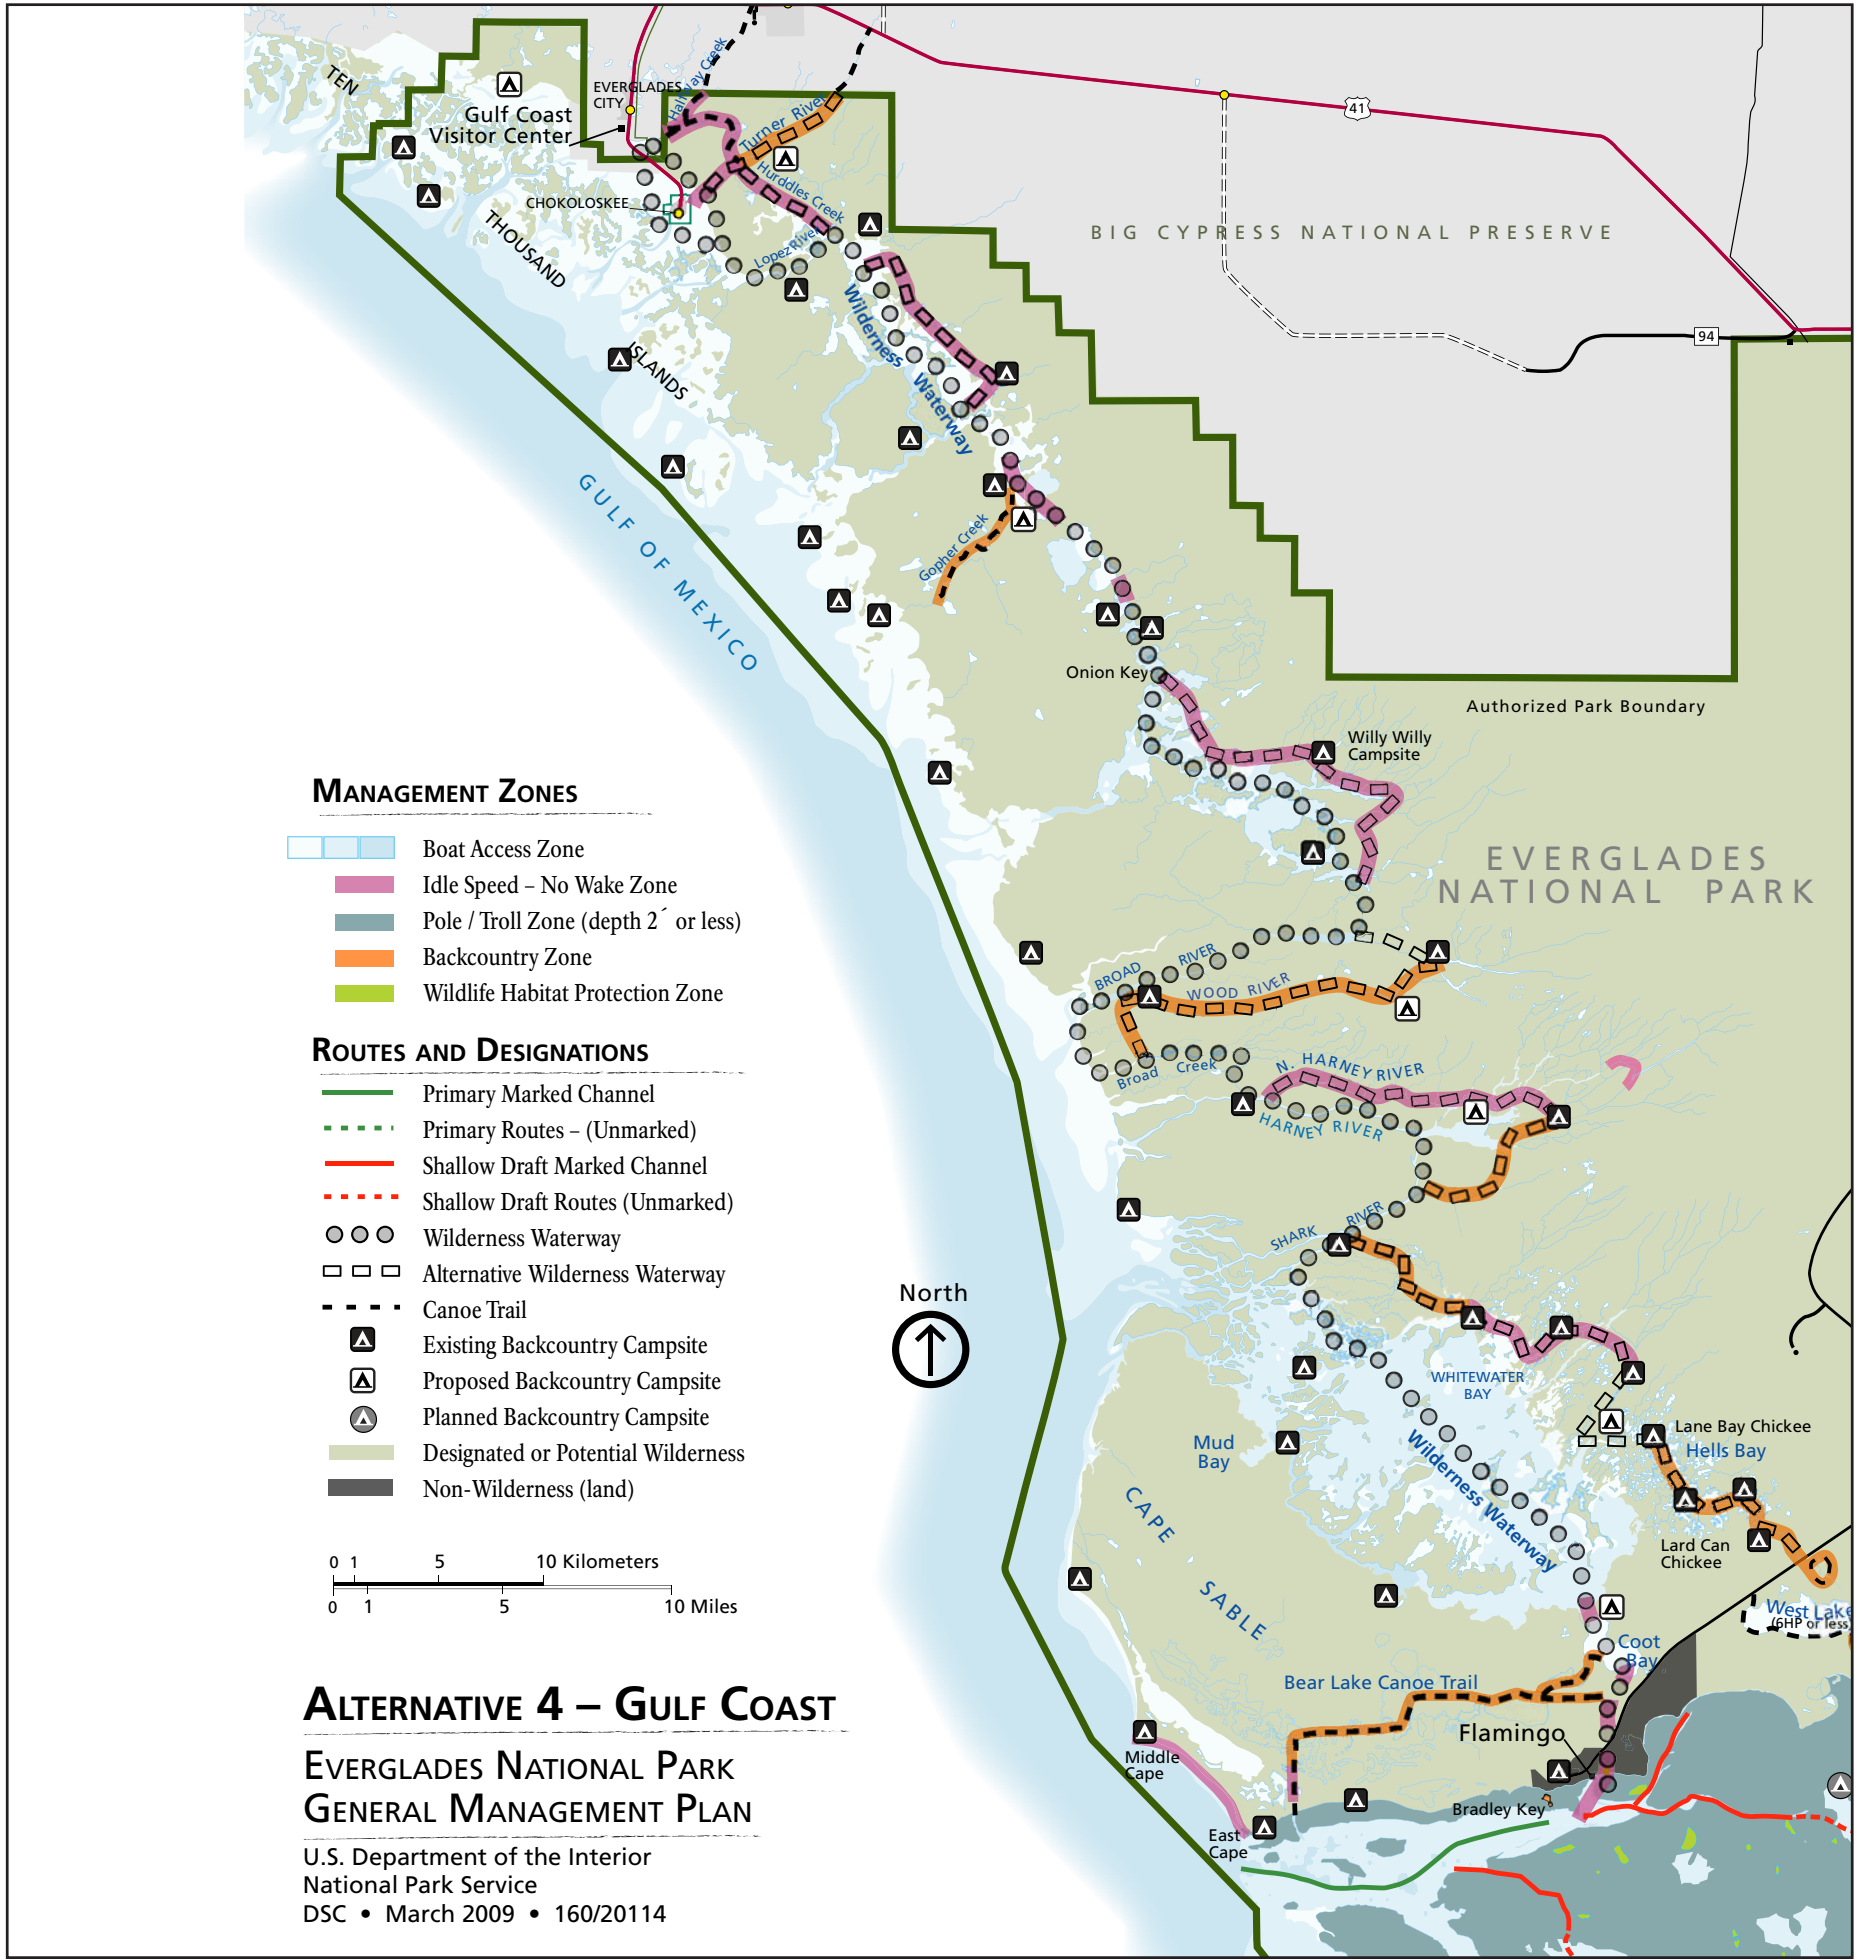 TEN
THOUSAND
ISLANDS
Gulf Coast
Visitor Center
EVERGLADES
CITY
CHOKOLOSKEE
Halfway Creek
Turner River
Hurddles Creek
Lopez River
41
94
BIG CYPRESS NATIONAL PRESERVE
Wilderness Waterway
GULF OF MEXICO
Gopher Creek
Onion Key
Authorized Park Boundary
Willy Willy
Campsite
EVERGLADES
NATIONAL PARK
BROAD RIVER
WOOD RIVER
Broad Creek
N. HARNEY RIVER
HARNEY RIVER
SHARK RIVER
WHITEWATER
BAY
Mud
Bay
Lane Bay Chickee
Hells Bay
Wilderness Waterway
Lard Can
Chickee
CAPE
SABLE
West Lake
(6HP or less
Coot
Bay
Bear Lake Canoe Trail
Flamingo
Middle
Cape
Bradley Key
East
Cape
MANAGEMENT ZONES
Boat Access Zone
Idle Speed – No Wake Zone
Pole / Troll Zone (depth 2´ or less)
Backcountry Zone
Wildlife Habitat Protection Zone
ROUTES AND DESIGNATIONS
Primary Marked Channel
Primary Routes – (Unmarked)
Shallow Draft Marked Channel
Shallow Draft Routes (Unmarked)
Wilderness Waterway
Alternative Wilderness Waterway
Canoe Trail
Existing Backcountry Campsite
Proposed Backcountry Campsite
Planned Backcountry Campsite
Designated or Potential Wilderness
Non-Wilderness (land)
North
0 1 5 10 Kilometers
0 1 5 10 Miles
ALTERNATIVE 4 – GULF COAST
EVERGLADES NATIONAL PARK
GENERAL MANAGEMENT PLAN
U.S. Department of the Interior
National Park Service
DSC • March 2009 • 160/20114